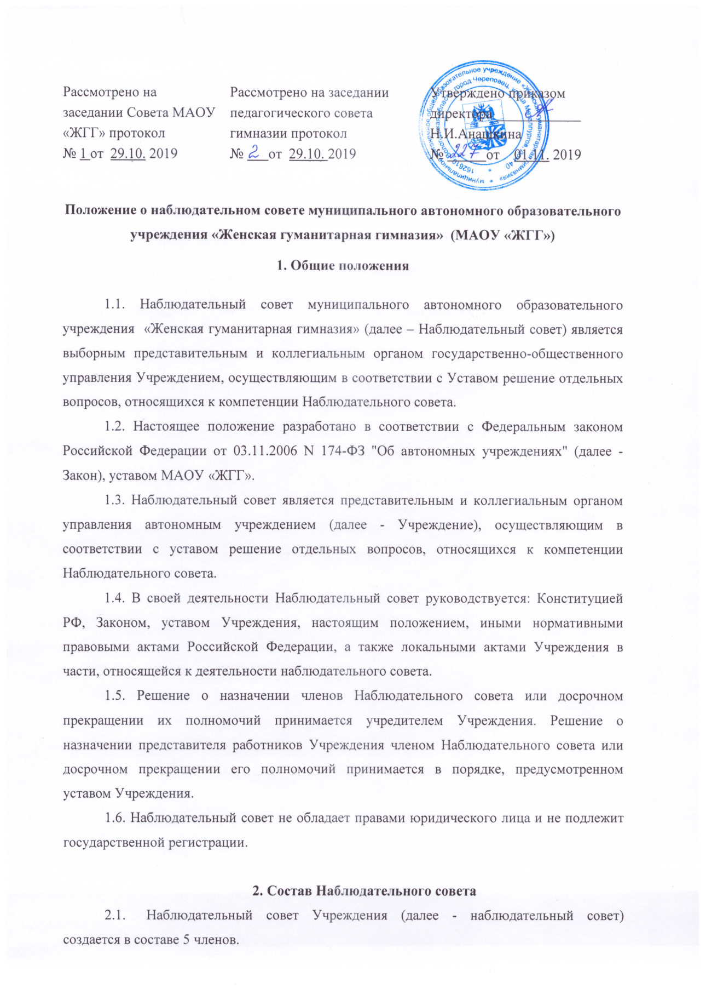 Рассмотрено на
заседании Совета МАОУ
«ЖГГ» протокол
№ 1 от 29.10. 2019
Рассмотрено на заседании
педагогического совета
гимназии протокол
№ 2 от 29.10. 2019
Утверждено приказом
директора
Н.И.Анашкина
№ 227 от 01.11. 2019
Положение о наблюдательном совете муниципального автономного образовательного
учреждения «Женская гуманитарная гимназия» (МАОУ «ЖГГ»)
1. Общие положения
1.1. Наблюдательный совет муниципального автономного образовательного
учреждения «Женская гуманитарная гимназия» (далее – Наблюдательный совет) является
выборным представительным и коллегиальным органом государственно-общественного
управления Учреждением, осуществляющим в соответствии с Уставом решение отдельных
вопросов, относящихся к компетенции Наблюдательного совета.
1.2. Настоящее положение разработано в соответствии с Федеральным законом
Российской Федерации от 03.11.2006 N 174-ФЗ "Об автономных учреждениях" (далее -
Закон), уставом МАОУ «ЖГГ».
1.3. Наблюдательный совет является представительным и коллегиальным органом
управления автономным учреждением (далее - Учреждение), осуществляющим в
соответствии с уставом решение отдельных вопросов, относящихся к компетенции
Наблюдательного совета.
1.4. В своей деятельности Наблюдательный совет руководствуется: Конституцией
РФ, Законом, уставом Учреждения, настоящим положением, иными нормативными
правовыми актами Российской Федерации, а также локальными актами Учреждения в
части, относящейся к деятельности наблюдательного совета.
1.5. Решение о назначении членов Наблюдательного совета или досрочном
прекращении их полномочий принимается учредителем Учреждения. Решение о
назначении представителя работников Учреждения членом Наблюдательного совета или
досрочном прекращении его полномочий принимается в порядке, предусмотренном
уставом Учреждения.
1.6. Наблюдательный совет не обладает правами юридического лица и не подлежит
государственной регистрации.
2. Состав Наблюдательного совета
2.1. Наблюдательный совет Учреждения (далее - наблюдательный совет)
создается в составе 5 членов.